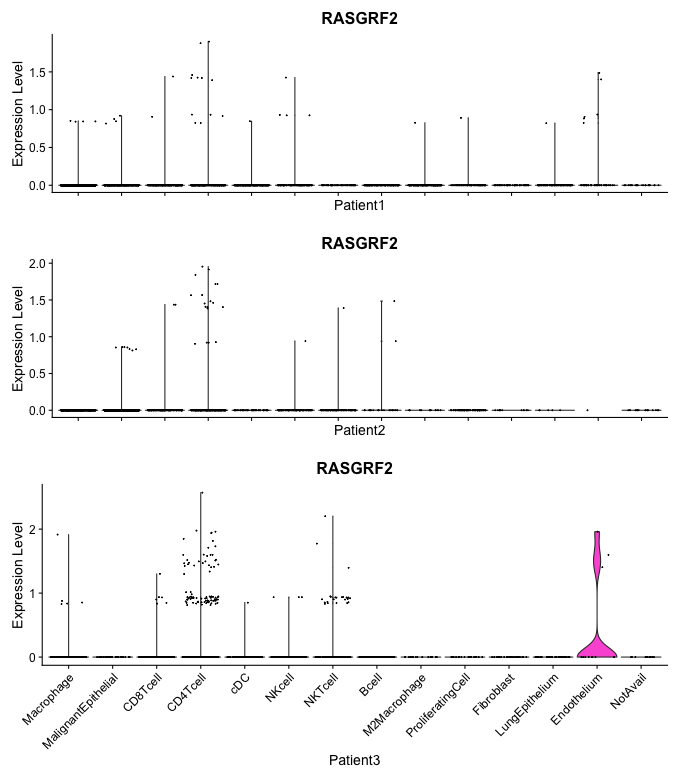 RASGRF2
Expression Level
1.5
1.0
0.5
0.0
Patient1
RASGRF2
Expression Level
2.0
1.5
1.0
0.5
0.0
Patient2
RASGRF2
Expression Level
2
1
0
Macrophage
MalignantEpithelial
CD8Tcell
CD4Tcell
cDC
NKcell
NKTcell
Bcell
M2Macrophage
ProliferatingCell
Fibroblast
LungEpithelium
Endothelium
NotAvail
Patient3